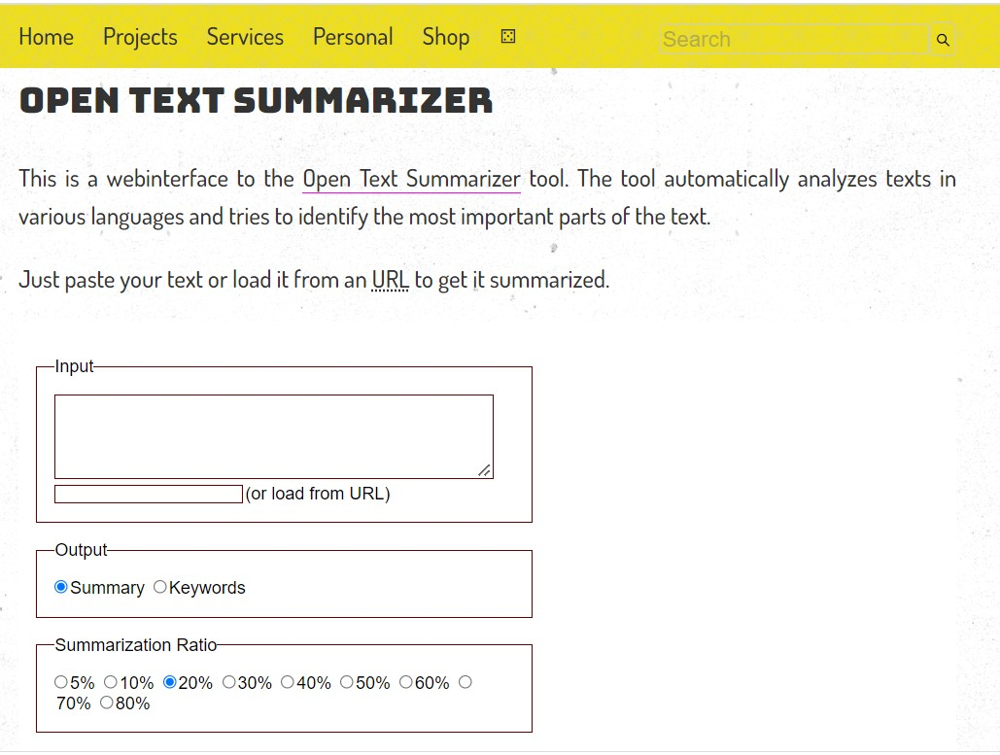 Home Projects Services Personal Shop Search
OPEN TEXT SUMMARIZER
This is a webinterface to the Open Text Summarizer tool. The tool automatically analyzes texts in
various languages and tries to identify the most important parts of the text.
Just paste your text or load it from an URL to get it summarized.
Input
(or load from URL)
Output
Summary Keywords
Summarization Ratio
5% 10% 20% 30% 40% 50% 60%
70% 80%